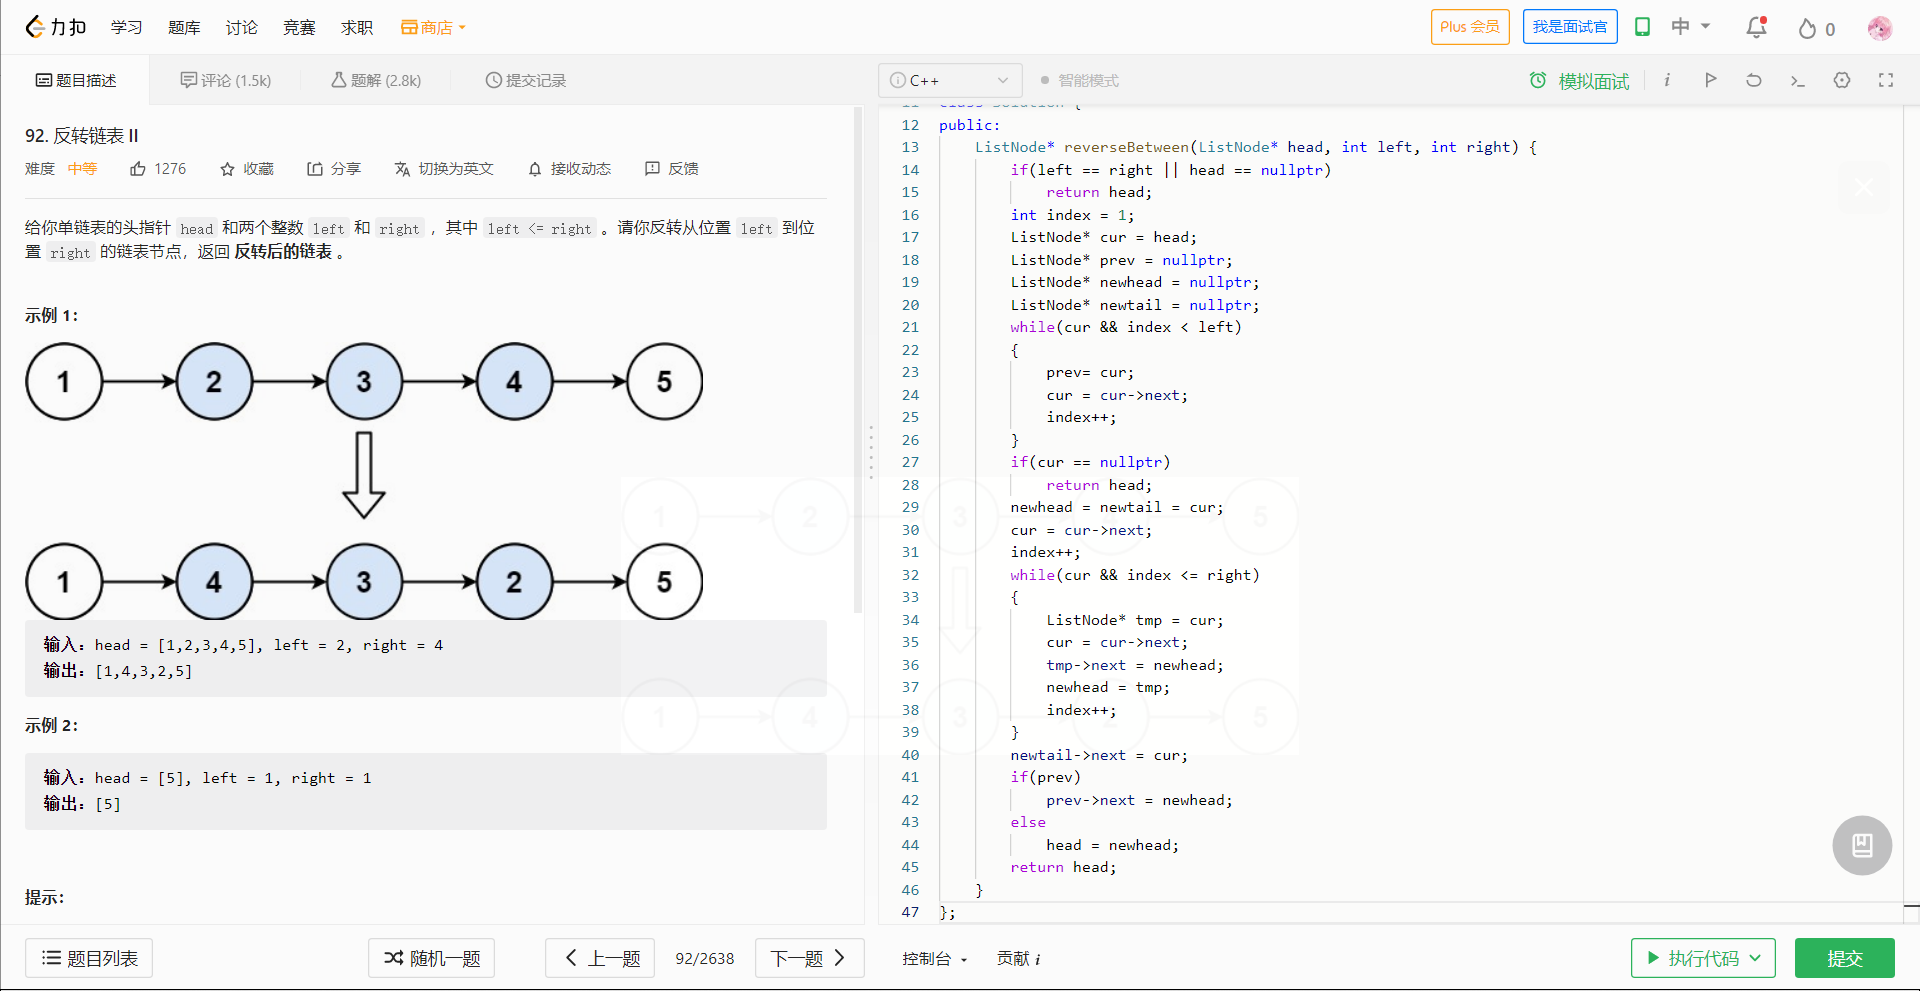 力扣 学习 题库 讨论 竞赛 求职 商店 Plus 会员 我是面试官 中 0
题目描述 评论 (1.5k) 题解 (2.8k) 提交记录
92. 反转链表 II
难度 中等 1276 收藏 分享 切换为英文 接收动态 反馈
给你单链表的头指针 head 和两个整数 left 和 right ，其中 left <= right 。请你反转从位置 left 到位
置 right 的链表节点，返回 反转后的链表 。
示例 1：
1 2 3 4 5
1 4 3 2 5
输入：head = [1,2,3,4,5], left = 2, right = 4
输出：[1,4,3,2,5]
示例 2：
输入：head = [5], left = 1, right = 1
输出：[5]
提示：
题目列表 随机一题 上一题 92/2638 下一题
C++ 智能模式 模拟面试 i
11 class Solution {
12 public:
13 ListNode* reverseBetween(ListNode* head, int left, int right) {
14 if(left == right || head == nullptr)
15 return head;
16 int index = 1;
17 ListNode* cur = head;
18 ListNode* prev = nullptr;
19 ListNode* newhead = nullptr;
20 ListNode* newtail = nullptr;
21 while(cur && index < left)
22 {
23 prev= cur;
24 cur = cur->next;
25 index++;
26 }
27 if(cur == nullptr)
28 return head;
29 newhead = newtail = cur;
30 cur = cur->next;
31 index++;
32 while(cur && index <= right)
33 {
34 ListNode* tmp = cur;
35 cur = cur->next;
36 tmp->next = newhead;
37 newhead = tmp;
38 index++;
39 }
40 newtail->next = cur;
41 if(prev)
42 prev->next = newhead;
43 else
44 head = newhead;
45 return head;
46 }
47 };
控制台 贡献 i 执行代码 提交